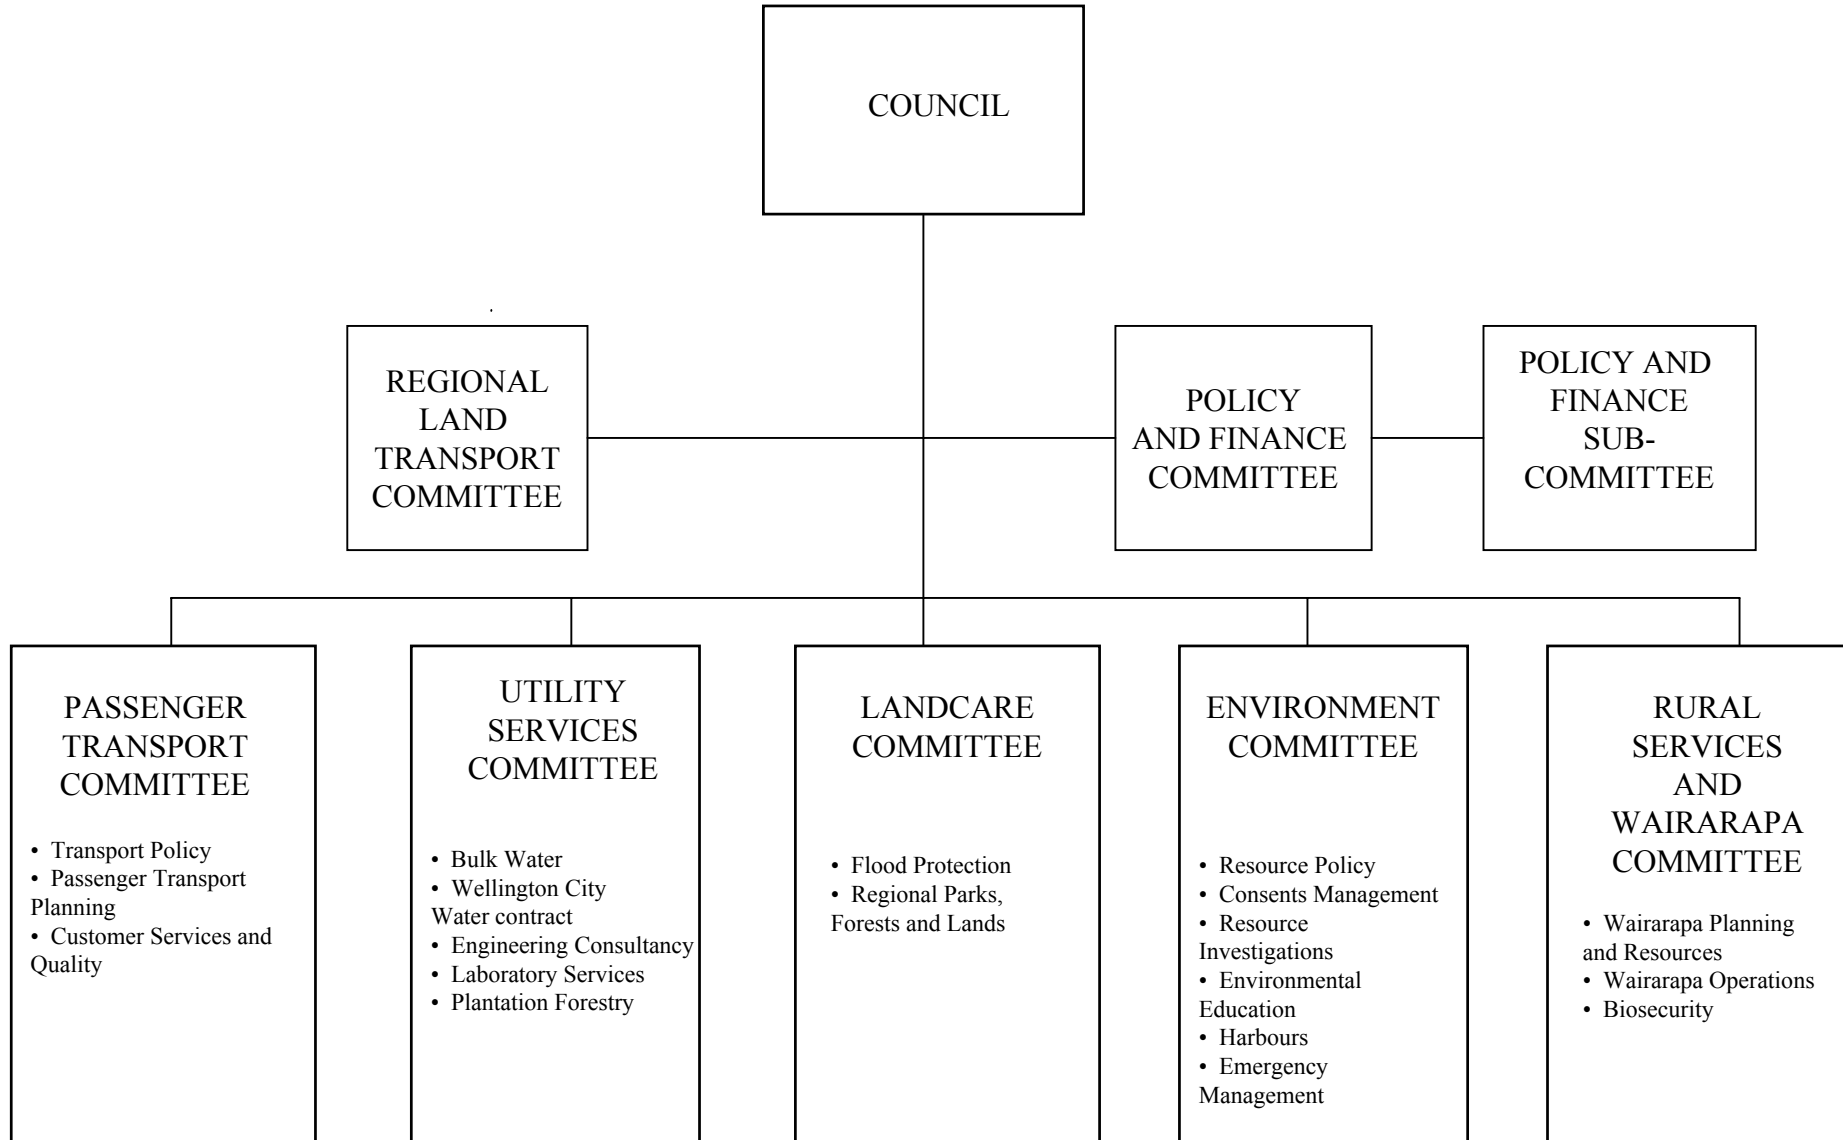 COUNCIL
REGIONAL
LAND
TRANSPORT
COMMITTEE
POLICY
AND FINANCE
COMMITTEE
POLICY AND
FINANCE
SUB-
COMMITTEE
PASSENGER
TRANSPORT
COMMITTEE
• Transport Policy
• Passenger Transport
Planning
• Customer Services and
Quality
UTILITY
SERVICES
COMMITTEE
• Bulk Water
• Wellington City
Water contract
• Engineering Consultancy
• Laboratory Services
• Plantation Forestry
LANDCARE
COMMITTEE
• Flood Protection
• Regional Parks,
Forests and Lands
ENVIRONMENT
COMMITTEE
• Resource Policy
• Consents Management
• Resource
Investigations
• Environmental
Education
• Harbours
• Emergency
Management
RURAL
SERVICES
AND
WAIRARAPA
COMMITTEE
• Wairarapa Planning
and Resources
• Wairarapa Operations
• Biosecurity